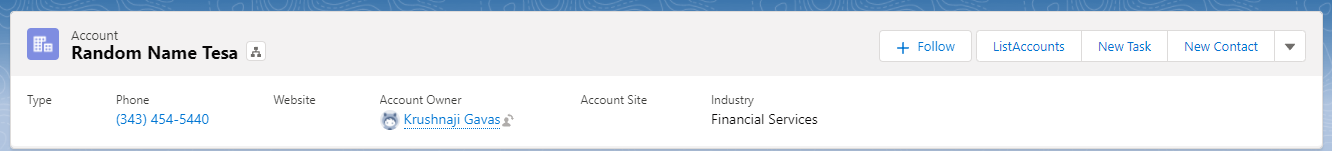 Account
Random Name Tesa
Follow ListAccounts New Task New Contact
Type Phone Website Account Owner Account Site Industry
(343) 454-5440 Krushnaji Gavas Financial Services